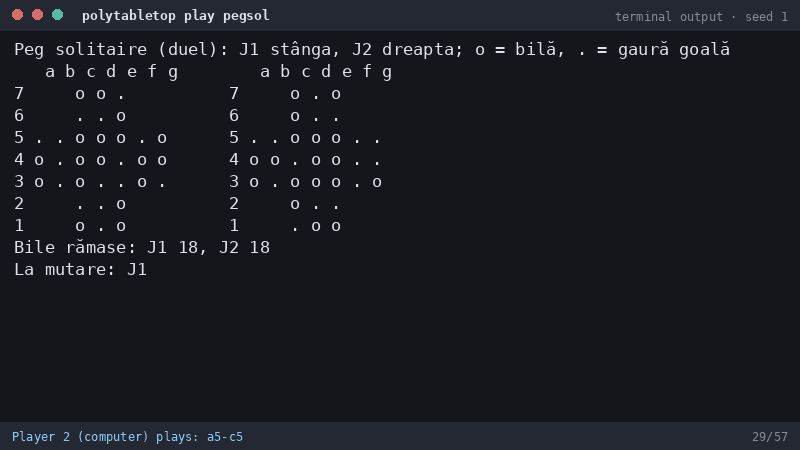 polytabletop play pegsol
terminal output · seed 1
Peg solitaire (duel): J1 stânga, J2 dreapta; o = bilă, . = gaură goală
   a b c d e f g        a b c d e f g
7     o o .          7     o . o
6     . . o          6     o . .
5 . . o o o . o      5 . . o o o . .
4 o . o o . o o      4 o o . o o . .
3 o . o . . o .      3 o . o o o . o
2     . . o          2     o . .
1     o . o          1     . o o
Bile rămase: J1 18, J2 18
La mutare: J1
Player 2 (computer) plays: a5-c5
29/57